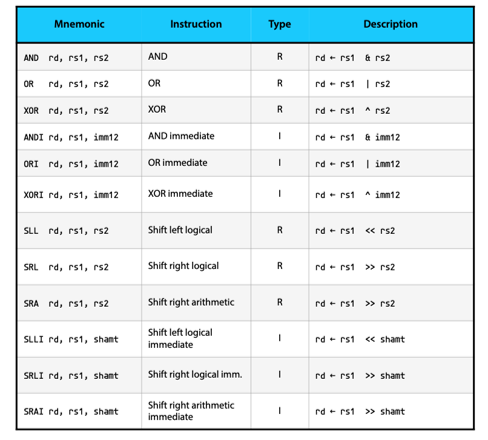 Mnemonic Instruction Type Description
AND rd, rs1, rs2 AND R rd ← rs1 & rs2
OR rd, rs1, rs2 OR R rd ← rs1 | rs2
XOR rd, rs1, rs2 XOR R rd ← rs1 ^ rs2
ANDI rd, rs1, imm12 AND immediate I rd ← rs1 & imm12
ORI rd, rs1, imm12 OR immediate I rd ← rs1 | imm12
XORI rd, rs1, imm12 XOR immediate I rd ← rs1 ^ imm12
SLL rd, rs1, rs2 Shift left logical R rd ← rs1 << rs2
SRL rd, rs1, rs2 Shift right logical R rd ← rs1 >> rs2
SRA rd, rs1, rs2 Shift right arithmetic R rd ← rs1 >> rs2
SLLI rd, rs1, shamt Shift left logical immediate I rd ← rs1 << shamt
SRLI rd, rs1, shamt Shift right logical imm. I rd ← rs1 >> shamt
SRAI rd, rs1, shamt Shift right arithmetic immediate I rd ← rs1 >> shamt